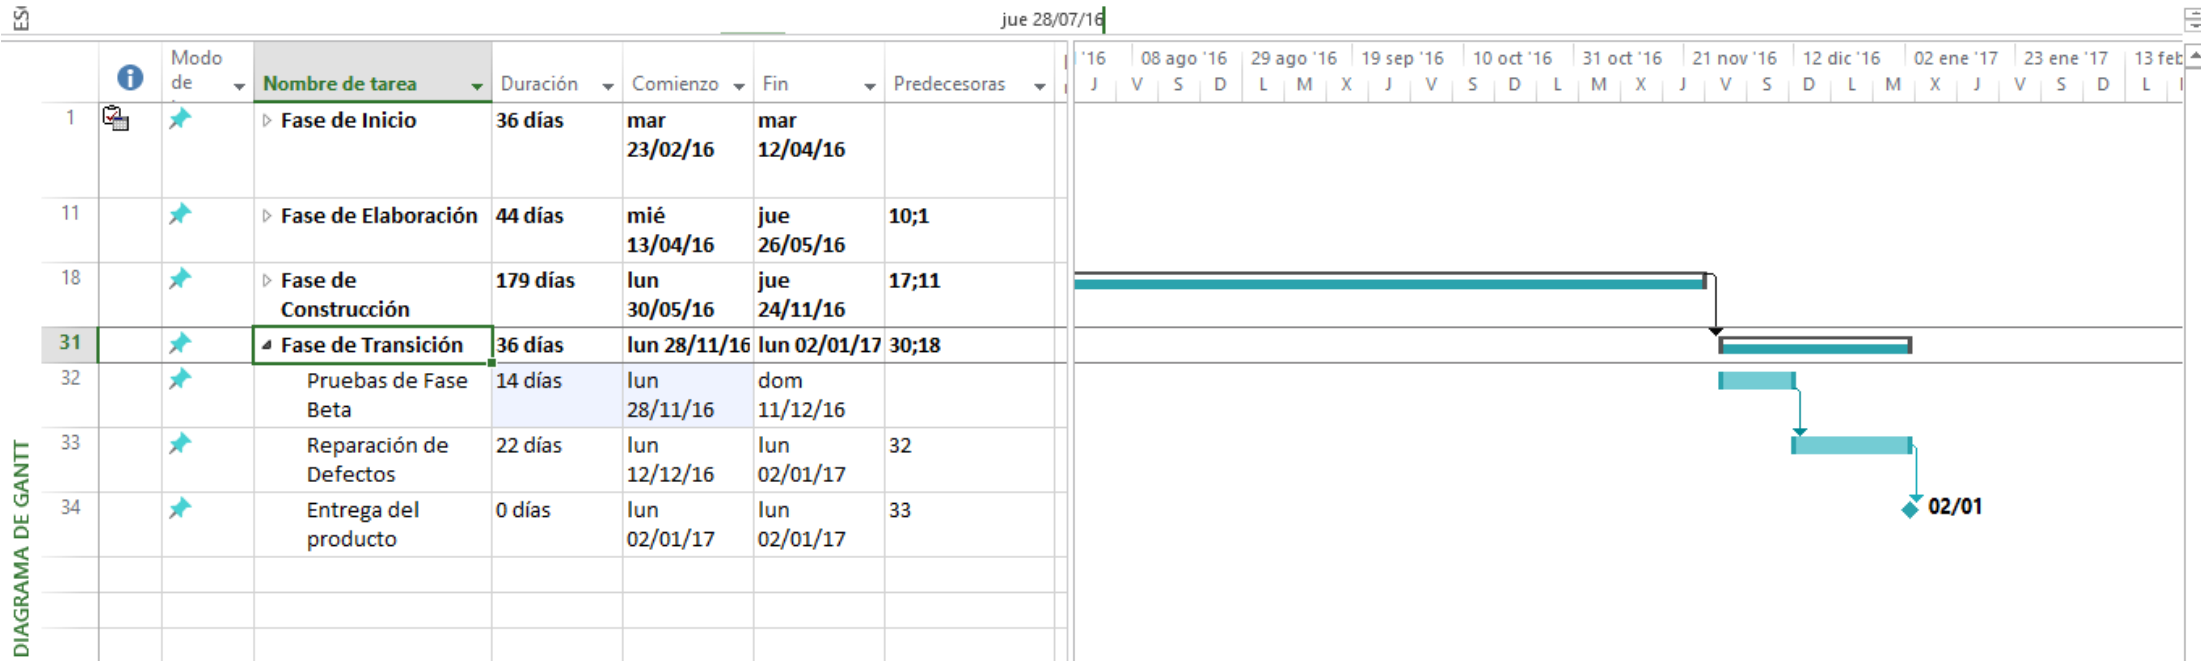 ES
jue 28/07/16
Modo
de
Nombre de tarea
Duración
Comienzo
Fin
Predecesoras
'16
08 ago '16
29 ago '16
19 sep '16
10 oct '16
31 oct '16
21 nov '16
12 dic '16
02 ene '17
23 ene '17
13 feb
J V S D L M X J V S D L M X J V S D L M X J V S D L
1
Fase de Inicio
36 días
mar
23/02/16
mar
12/04/16
11
Fase de Elaboración
44 días
mié
13/04/16
jue
26/05/16
10;1
18
Fase de
Construcción
179 días
lun
30/05/16
jue
24/11/16
17;11
31
Fase de Transición
36 días
lun 28/11/16
lun 02/01/17
30;18
32
Pruebas de Fase
Beta
14 días
lun
28/11/16
dom
11/12/16
33
Reparación de
Defectos
22 días
lun
12/12/16
lun
02/01/17
32
34
Entrega del
producto
0 días
lun
02/01/17
lun
02/01/17
33
02/01
DIAGRAMA DE GANTT